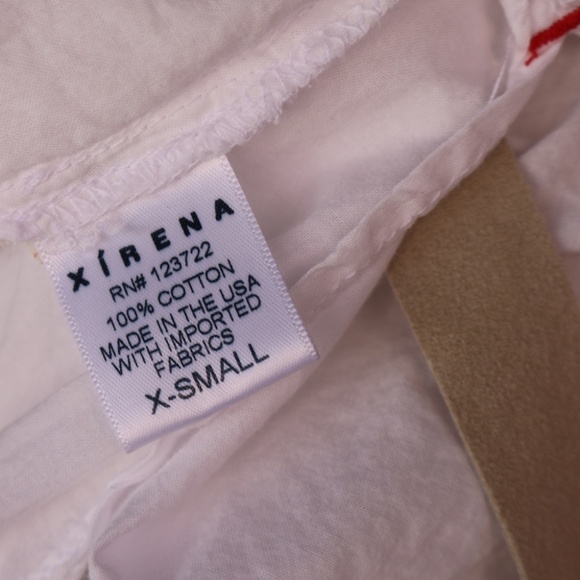 XÍRENA
RN# 123722
100% COTTON
MADE IN THE USA
WITH IMPORTED
FABRICS
X-SMALL